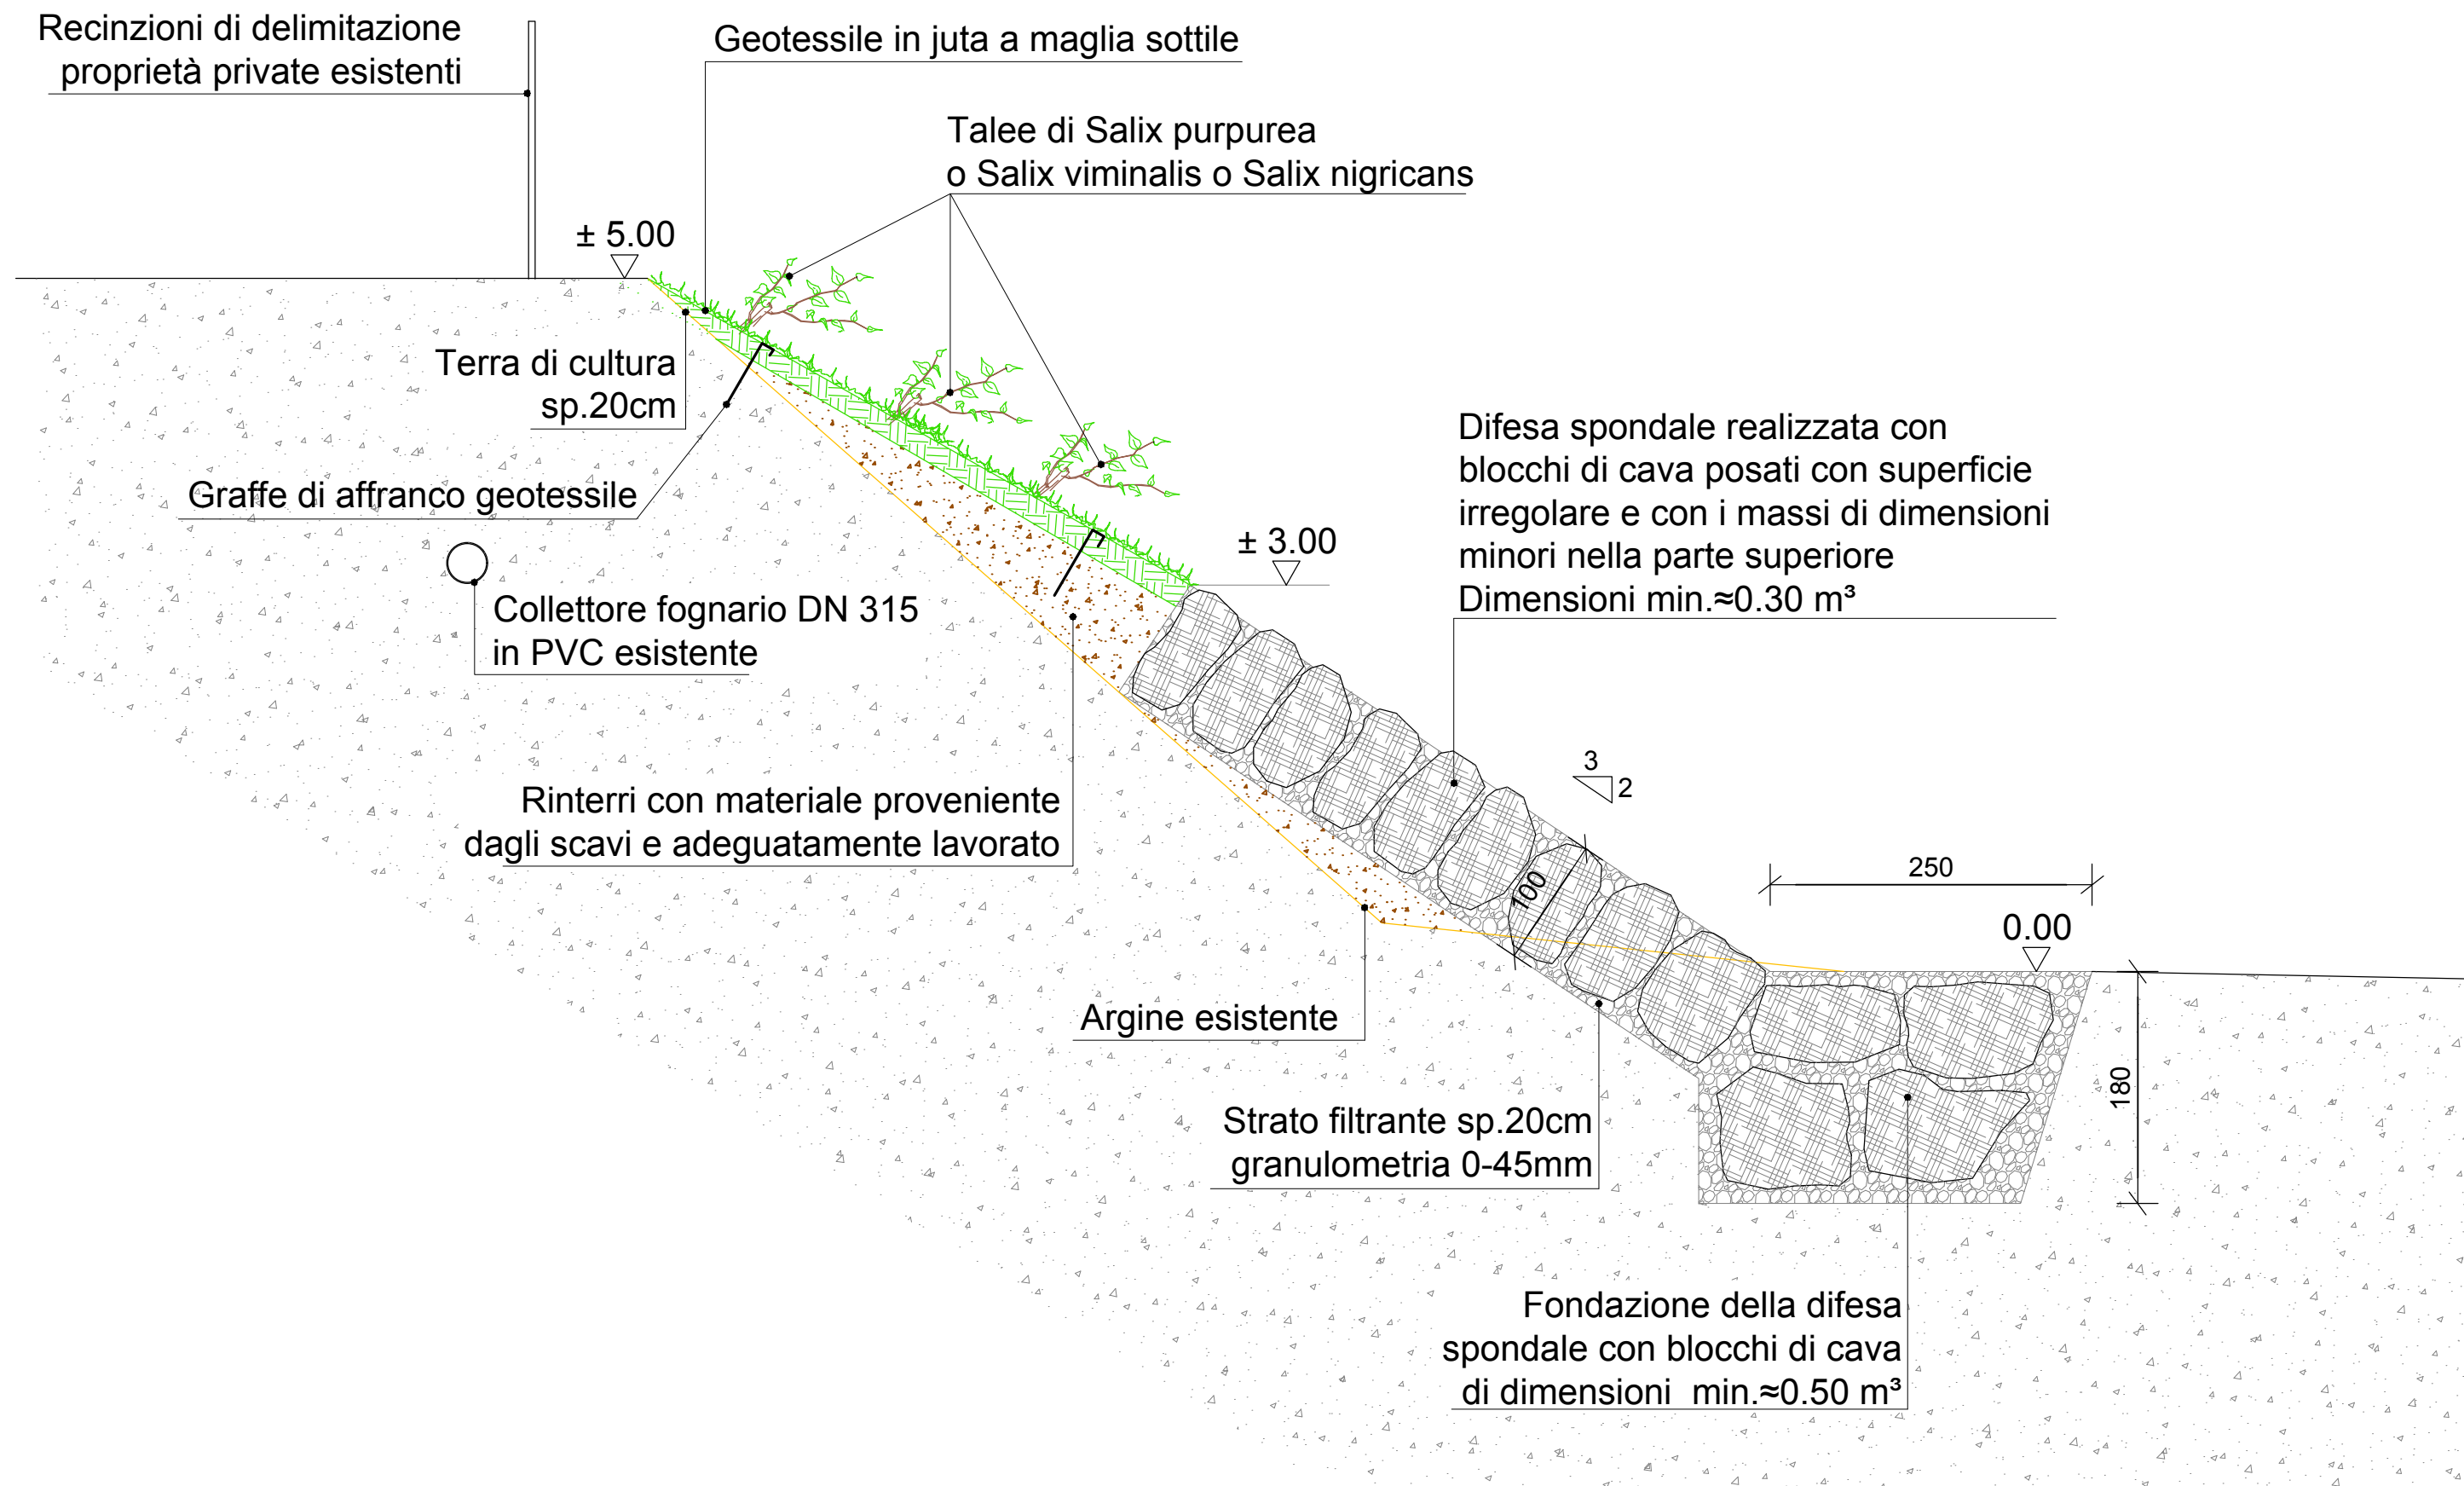 Recinzioni di delimitazione
proprietà private esistenti
Geotessile in juta a maglia sottile
Talee di Salix purpurea
o Salix viminalis o Salix nigricans
± 5.00
Terra di cultura
sp.20cm
Graffe di affranco geotessile
Collettore fognario DN 315
in PVC esistente
± 3.00
Difesa spondale realizzata con
blocchi di cava posati con superficie
irregolare e con i massi di dimensioni
minori nella parte superiore
Dimensioni min.≈0.30 m³
Rinterri con materiale proveniente
dagli scavi e adeguatamente lavorato
3
2
100
250
0.00
Argine esistente
180
Strato filtrante sp.20cm
granulometria 0-45mm
Fondazione della difesa
spondale con blocchi di cava
di dimensioni  min.≈0.50 m³